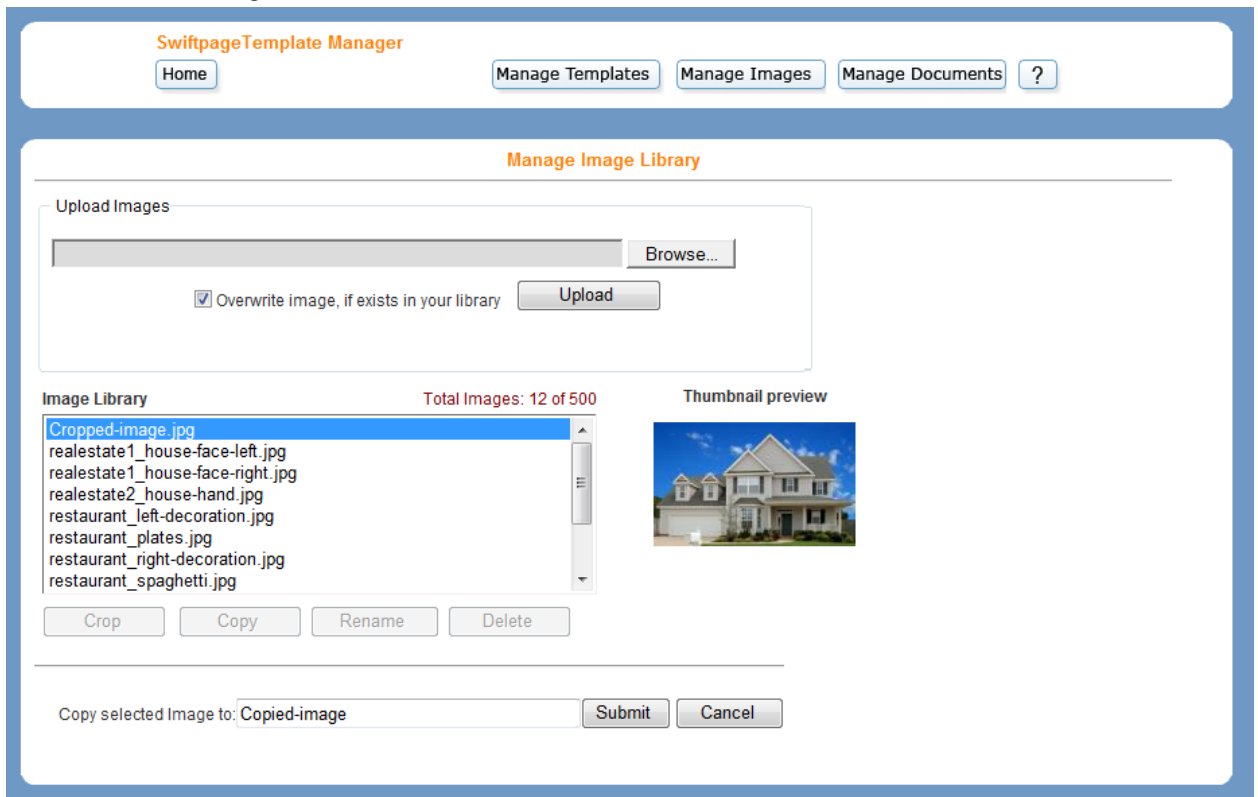 SwiftpageTemplate Manager
Home Manage Templates Manage Images Manage Documents ?
Manage Image Library
Upload Images
Browse...
Overwrite image, if exists in your library Upload
Image Library Total Images: 12 of 500 Thumbnail preview
Cropped-image.jpg
realestate1_house-face-left.jpg
realestate1_house-face-right.jpg
realestate2_house-hand.jpg
restaurant_left-decoration.jpg
restaurant_plates.jpg
restaurant_right-decoration.jpg
restaurant_spaghetti.jpg
Crop Copy Rename Delete
Copy selected Image to: Copied-image Submit Cancel